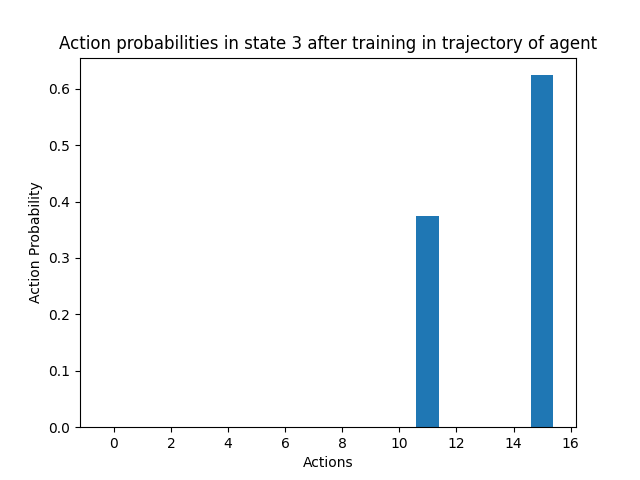 Action probabilities in state 3 after training in trajectory of agent
0.6
0.5
0.4
0.3
0.2
0.1
0.0
Action Probability
0 2 4 6 8 10 12 14 16
Actions